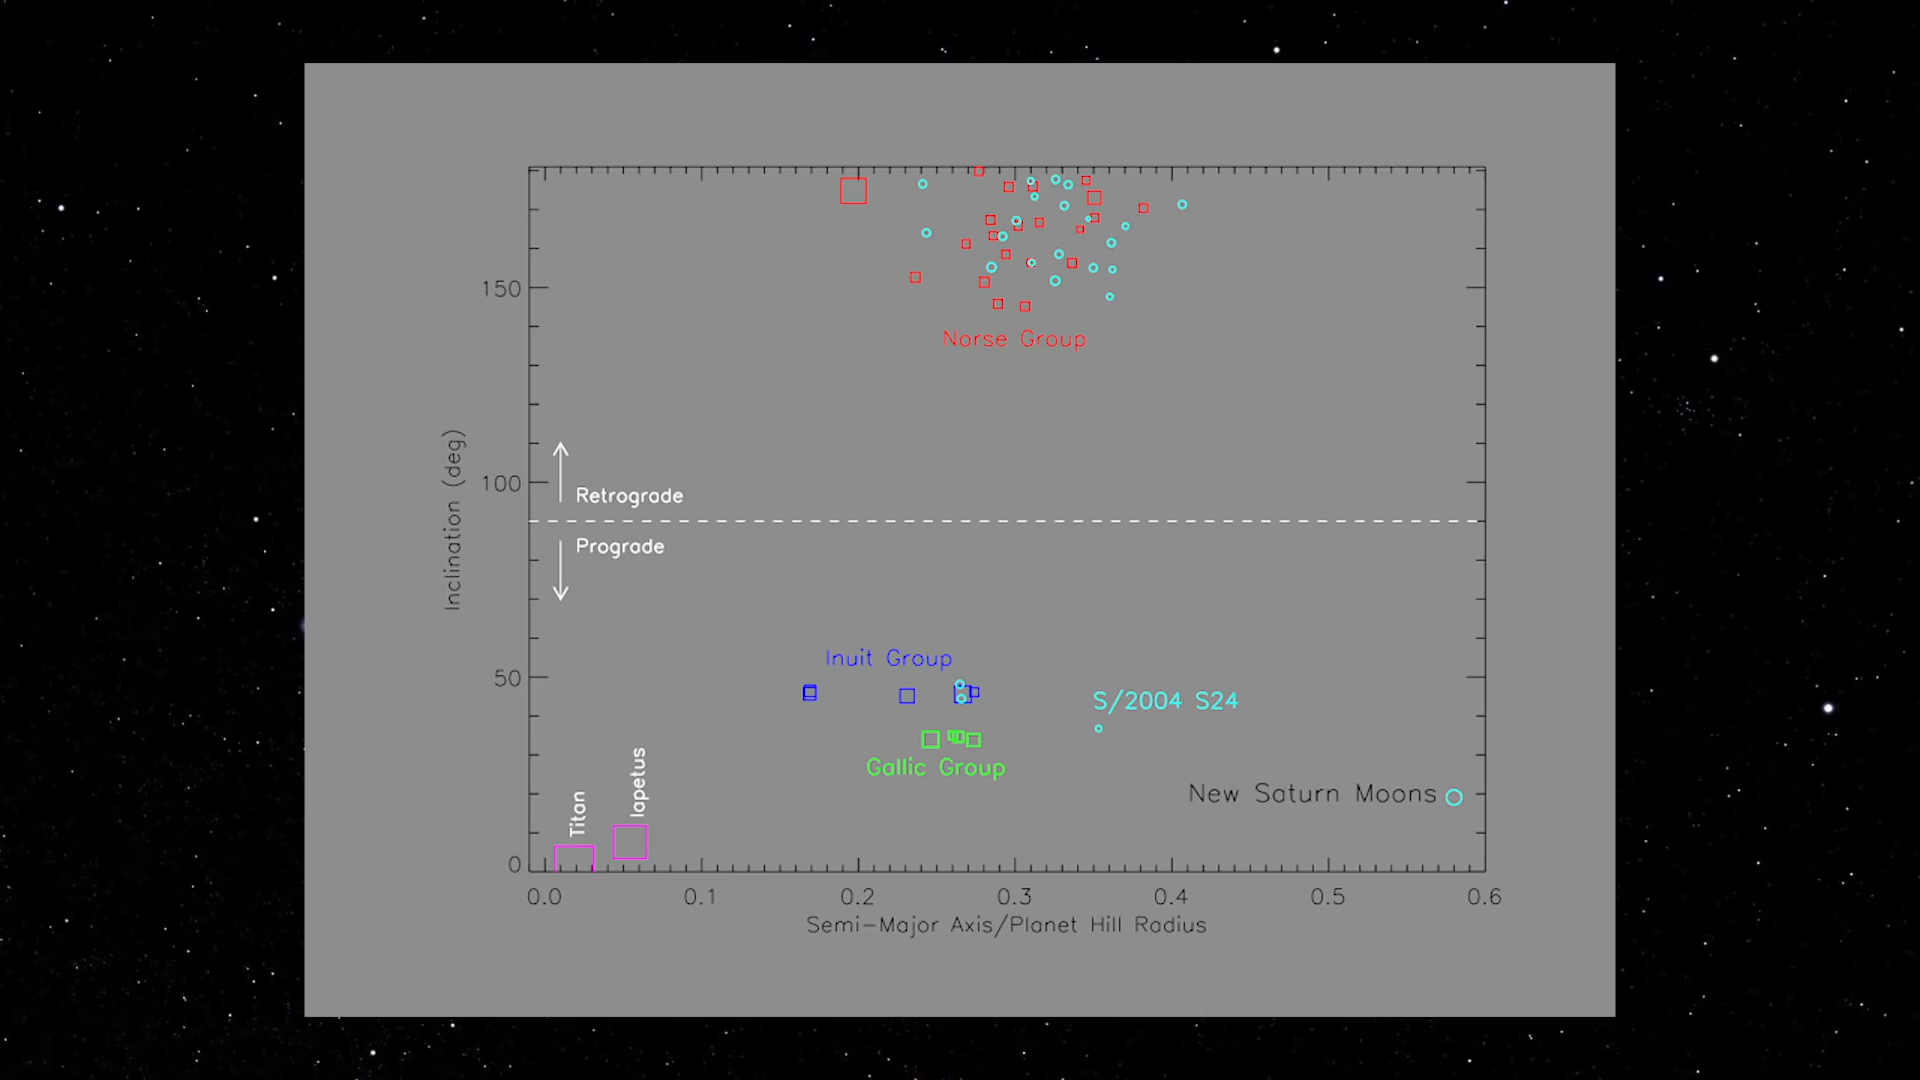 150
Norse Group
Inclination (deg)
100
Retrograde
Prograde
Inuit Group
50
S/2004 S24
Gallic Group
Titan
Iapetus
New Saturn Moons
0
0.0 0.1 0.2 0.3 0.4 0.5 0.6
Semi-Major Axis/Planet Hill Radius